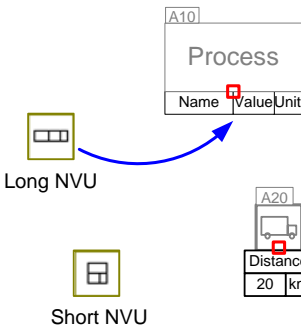 A10
Process
Name Value Unit
Long NVU
A20
Distance
20 km
Short NVU